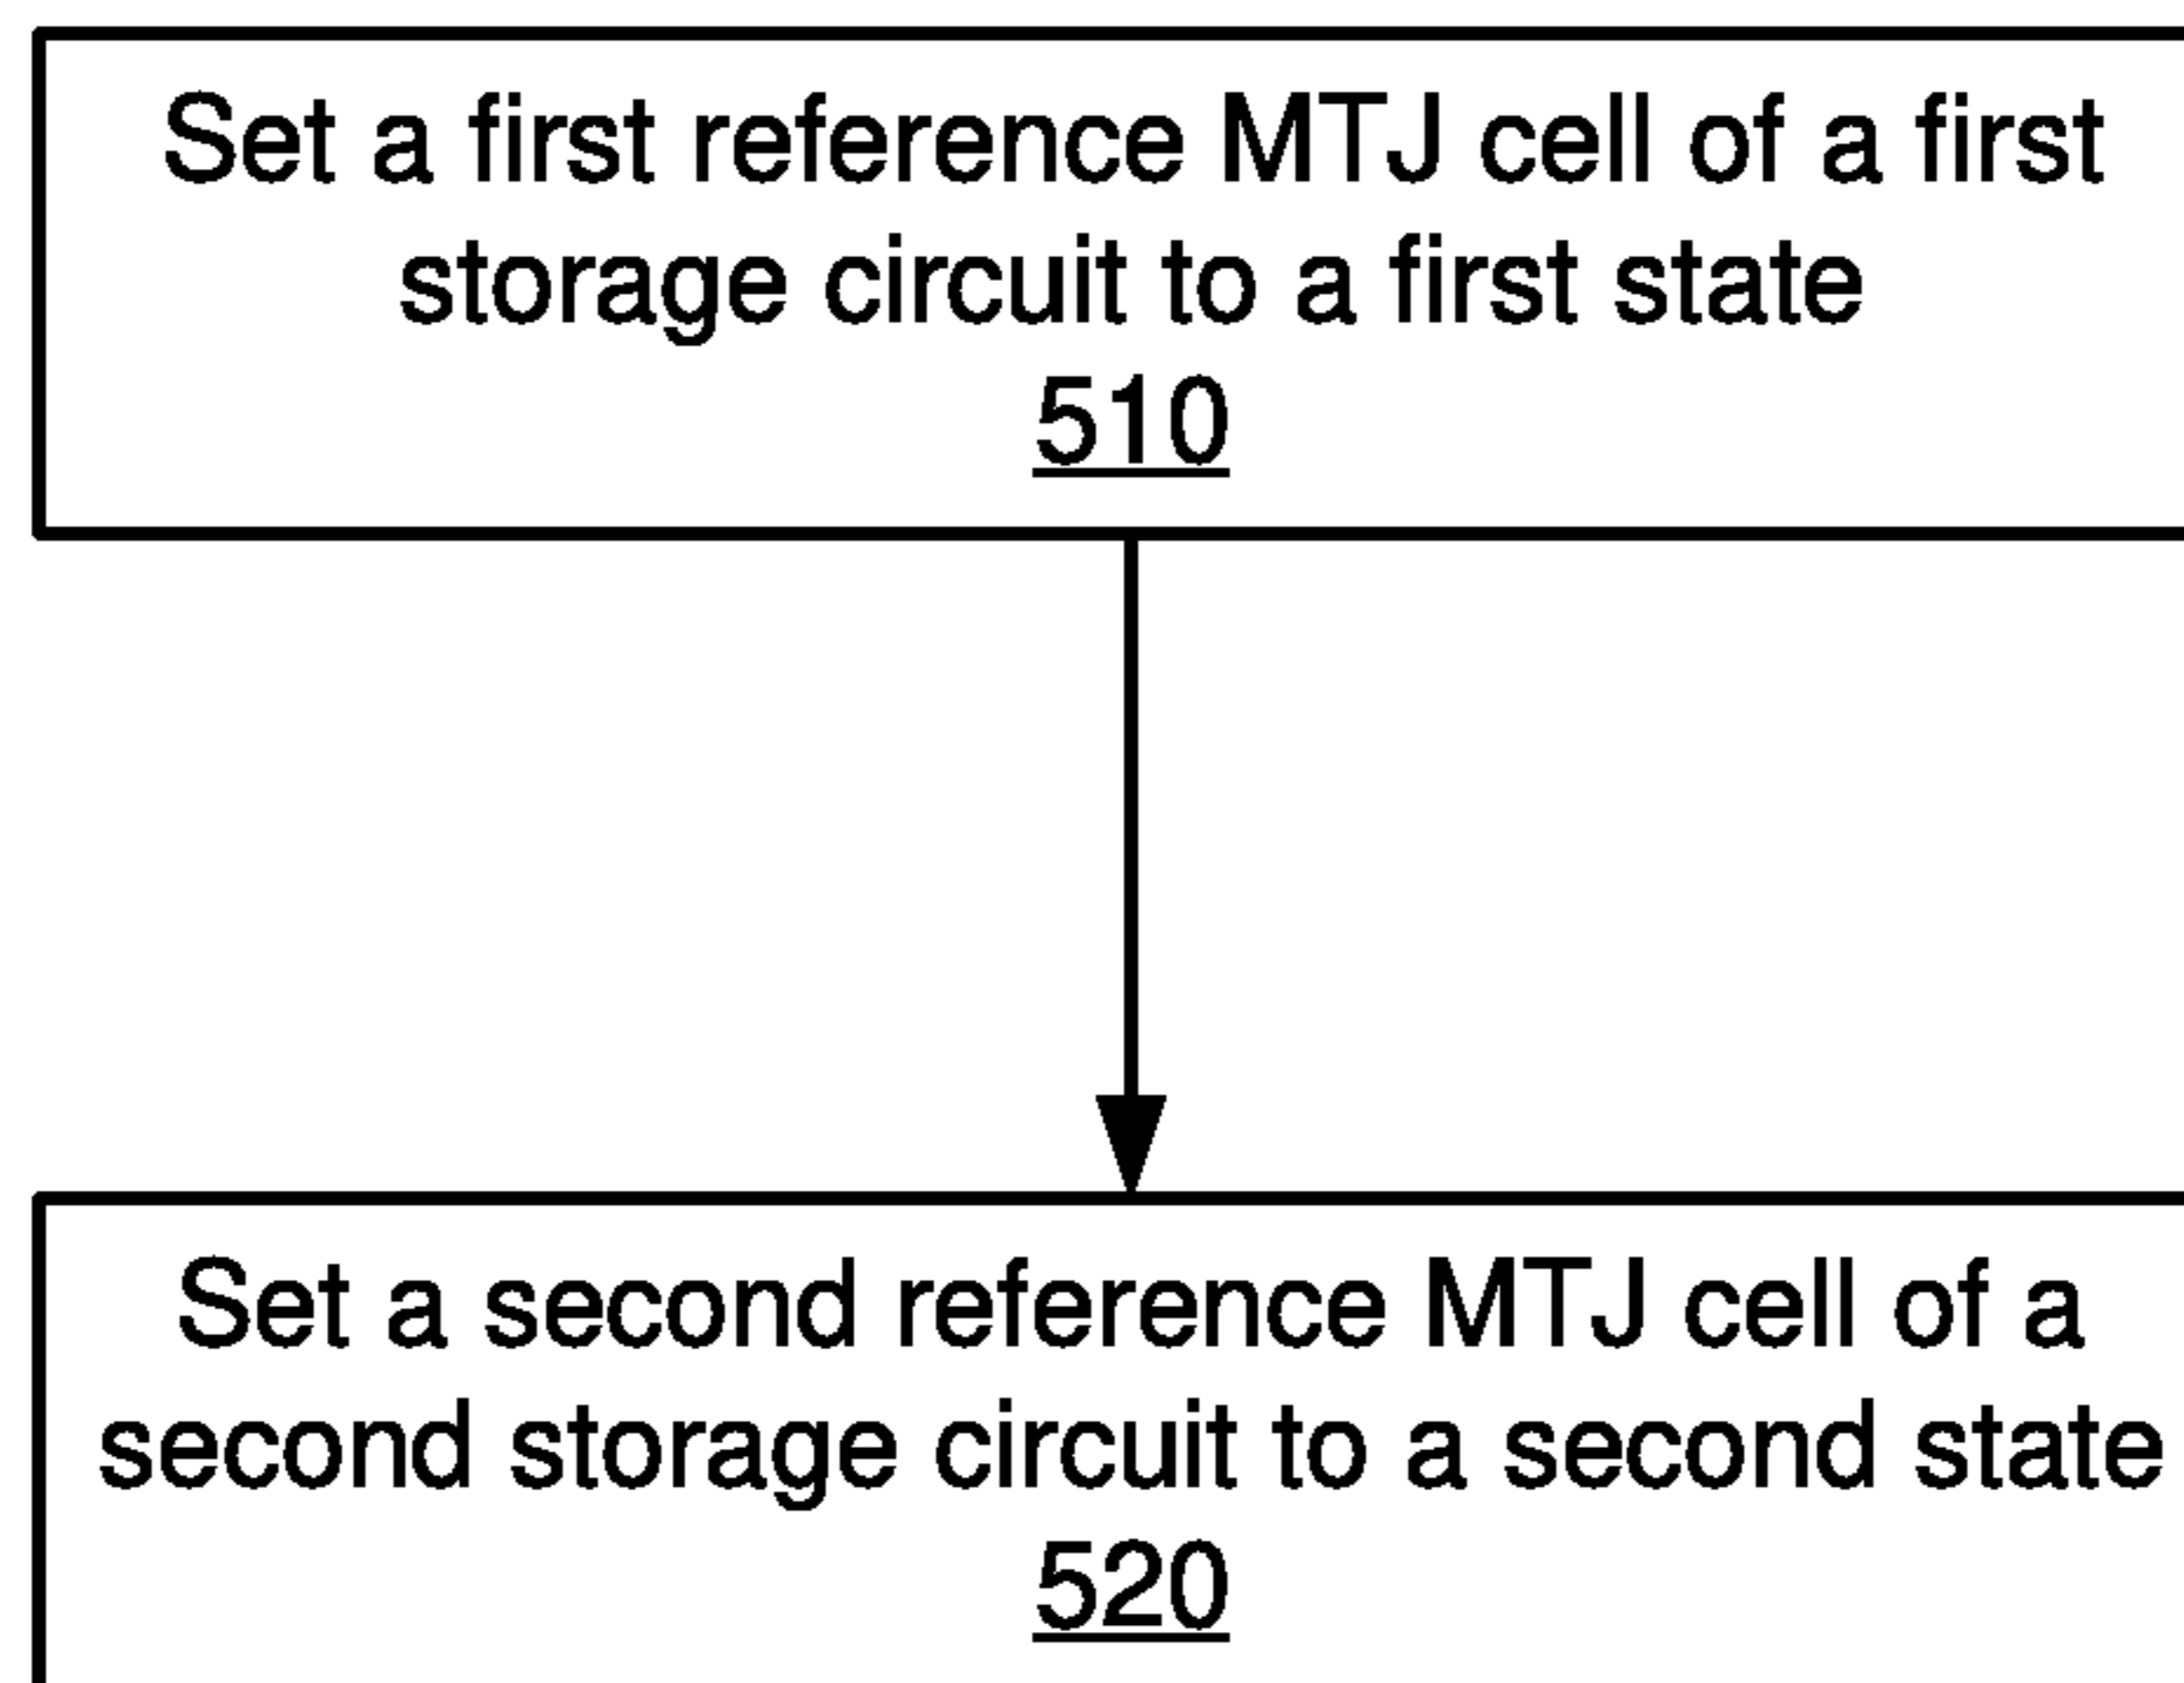 Set a first reference MTJ cell of a first
storage circuit to a first state
510
Set a second reference MTJ cell of a
second storage circuit to a second state
520